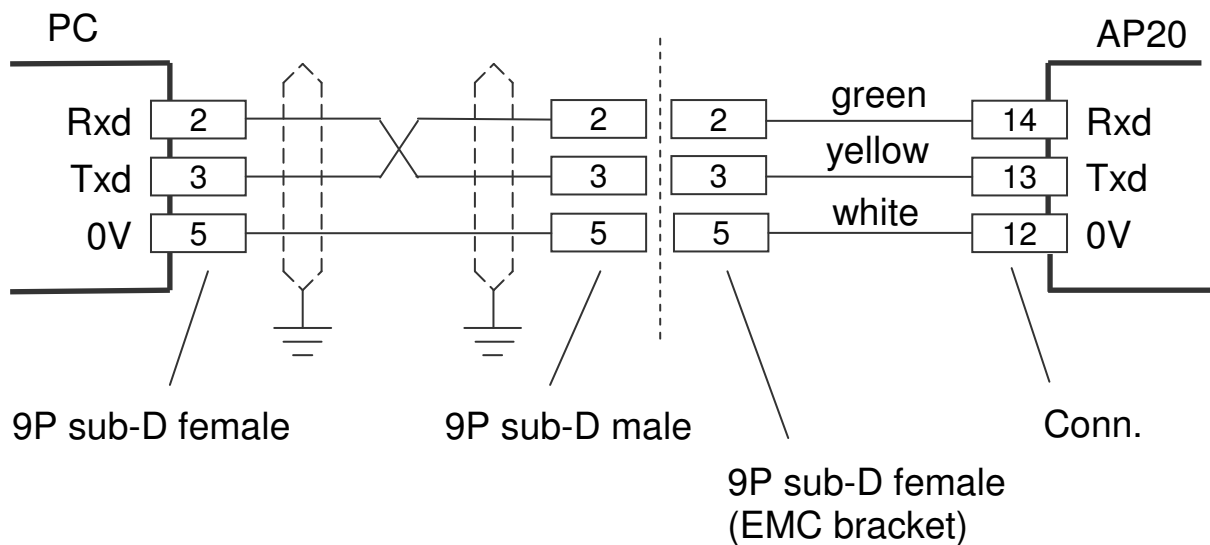 PC
AP20
Rxd 2 2 2 green 14 Rxd
Txd 3 3 3 yellow 13 Txd
0V 5 5 5 white 12 0V
9P sub-D female
9P sub-D male
Conn.
9P sub-D female
(EMC bracket)